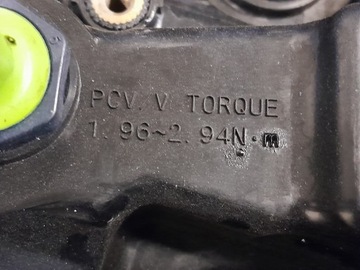 PCV. V TORQUE
1. 96~2. 94N·m